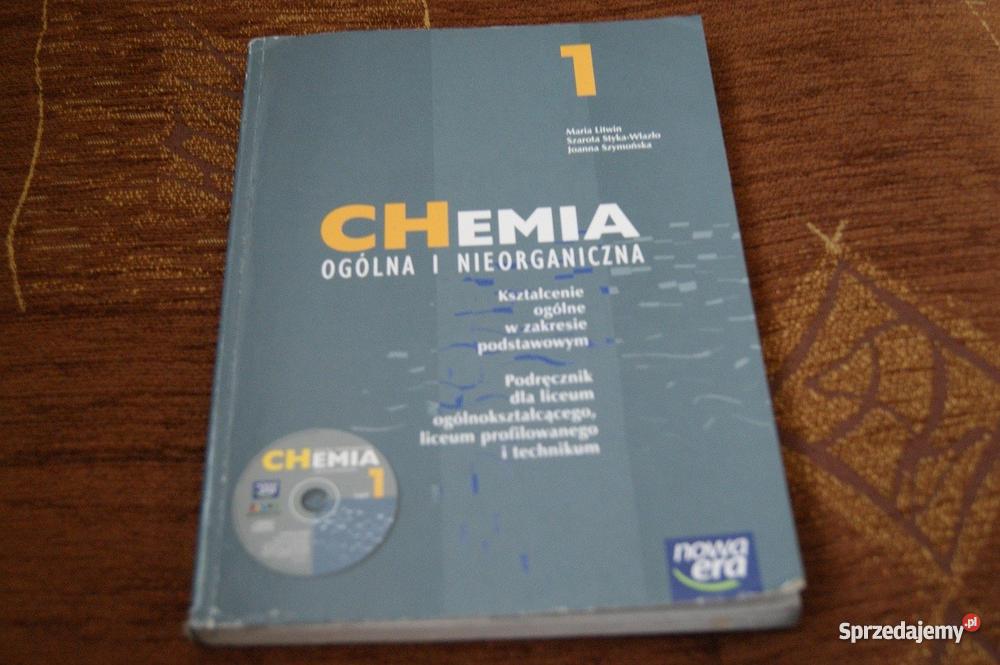 1
Maria Litwin
Szarota Styka-Wlazło
Joanna Szymońska
CHEMIA
OGÓLNA I NIEORGANICZNA
Kształcenie
ogólne
w zakresie
podstawowym
Podręcznik
dla liceum
ogólnokształcącego,
liceum profilowanego
i technikum
CHEMIA
1
nowa
era
Sprzedajemy.pl